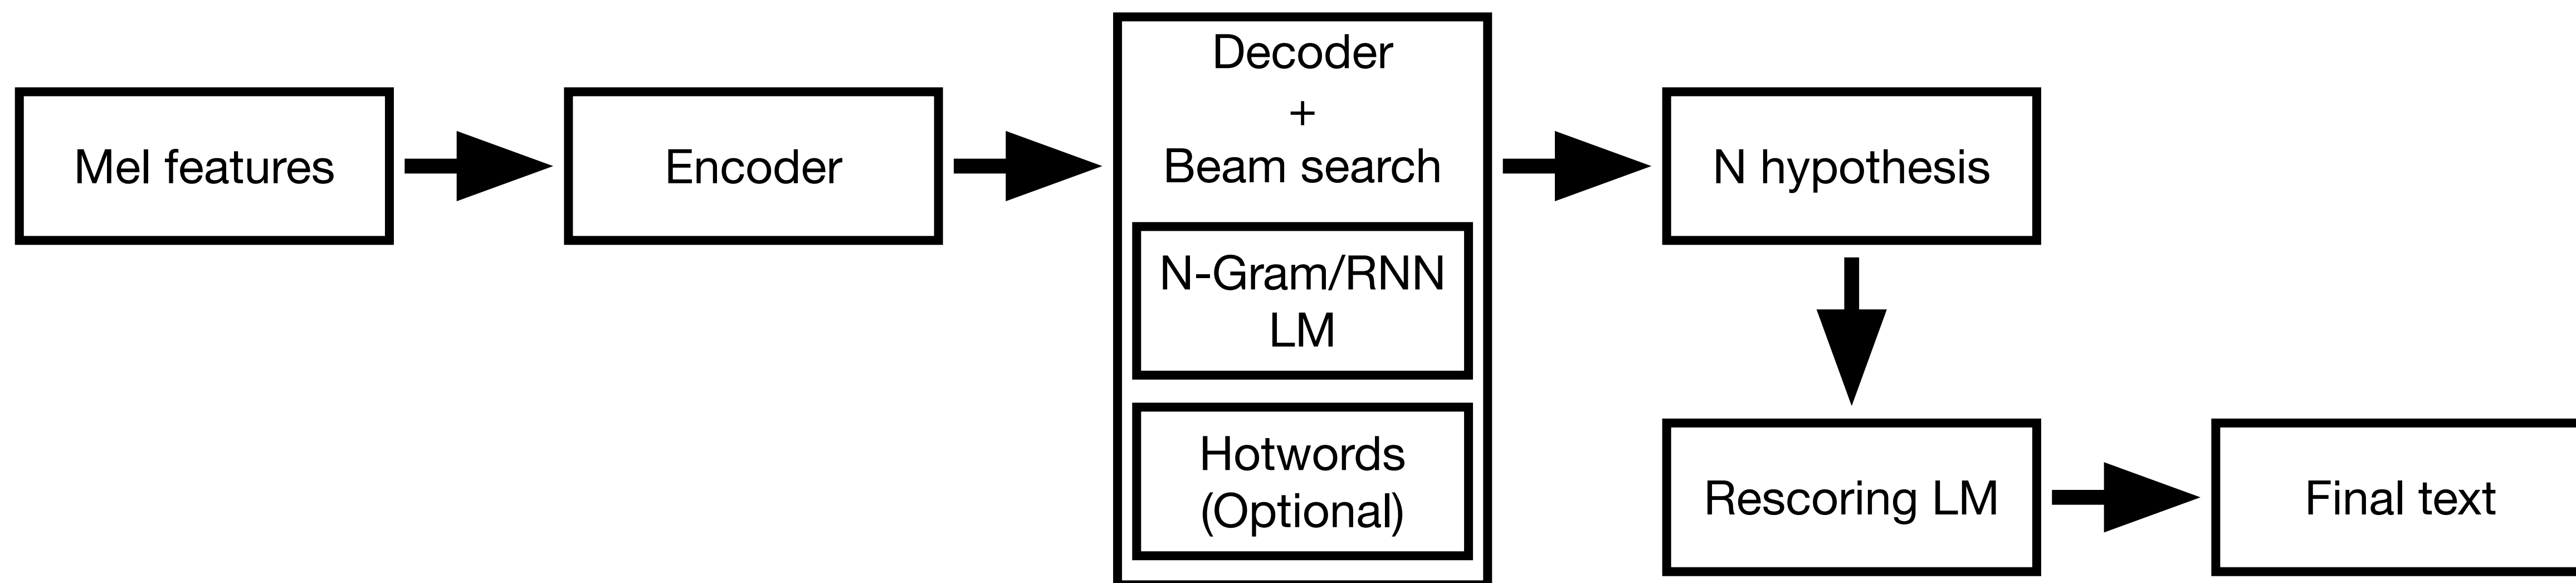 Mel features
Encoder
Decoder
+
Beam search
N-Gram/RNN
LM
Hotwords
(Optional)
N hypothesis
Rescoring LM
Final text